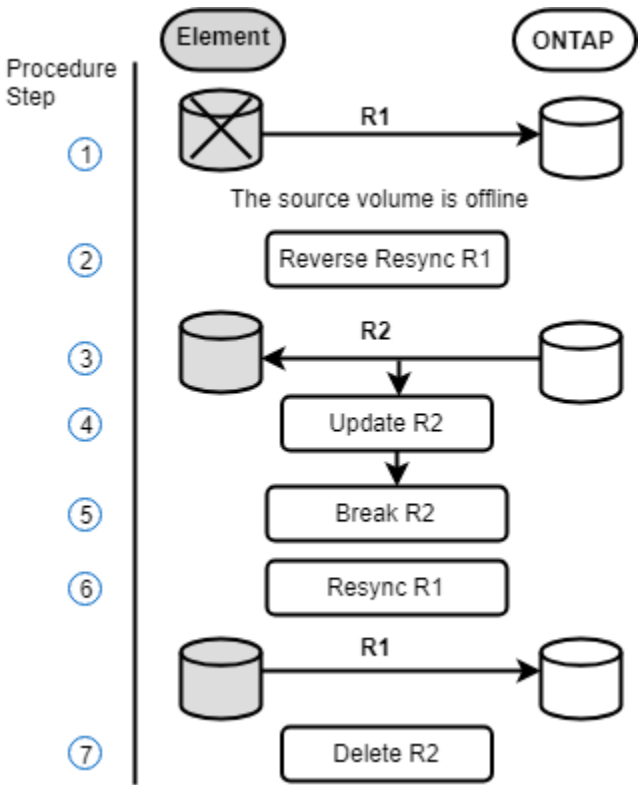 Element
ONTAP
Procedure
Step
R1
1
The source volume is offline
2
Reverse Resync R1
R2
3
4
Update R2
5
Break R2
6
Resync R1
R1
7
Delete R2